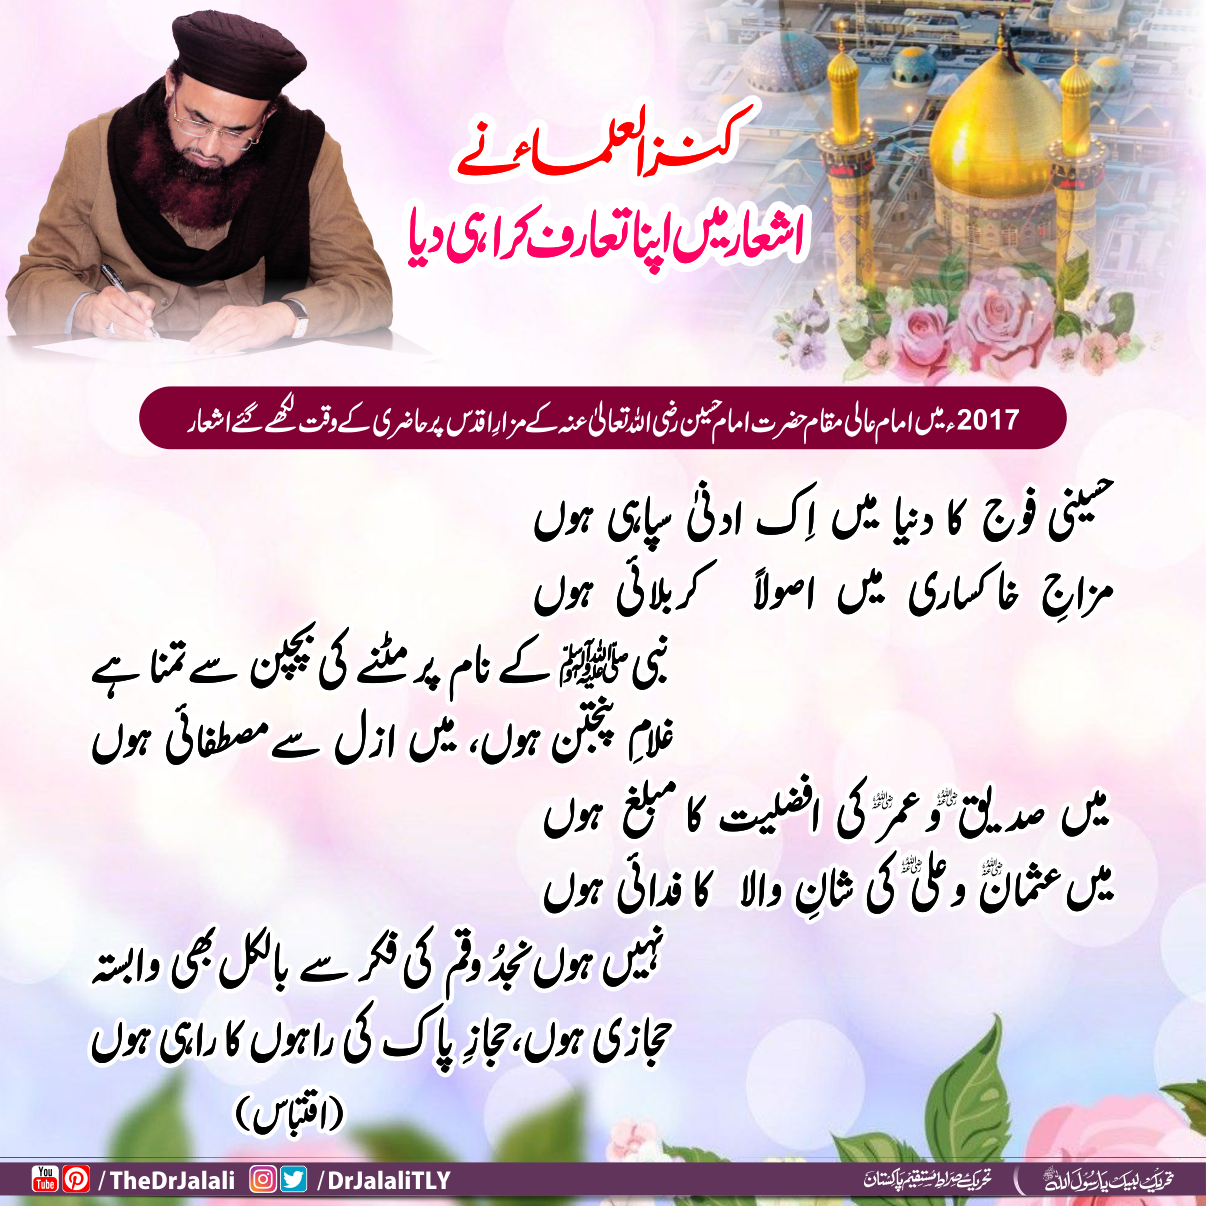 کنزالعلماء نے
اشعار میں اپنا تعارف کرا ہی دیا
2017ء میں امام عالی مقام حضرت امام حسین رضی اللہ تعالیٰ عنہ کے مزارِ اقدس پر حاضری کے وقت لکھے گئے اشعار
حسینی فوج کا دنیا میں اِک ادنیٰ سپاہی ہوں
مزاجِ خاکساری میں اصولاً کربلائی ہوں
نبی ﷺ کے نام پر مٹنے کی بچپن سے تمنا ہے
غلامِ پنجتن ہوں، میں ازل سے مصطفائی ہوں
میں صدیق رضی اللہ عنہ و عمر رضی اللہ عنہ کی افضلیت کا مبلغ ہوں
میں عثمان رضی اللہ عنہ و علی رضی اللہ عنہ کی شانِ والا کا فدائی ہوں
نہیں ہوں نجدُ و قم کی فکر سے بالکل بھی وابستہ
حجازی ہوں، حجازِ پاک کی راہوں کا راہی ہوں
(اقتباس)
You Tube /TheDrJalali /DrJalaliTLY
تحریک لبیک یا رسول اللہ ﷺ ) تحریک صراط مستقیم پاکستان